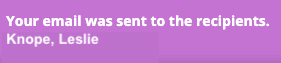 Your email was sent to the recipients.
Knope, Leslie